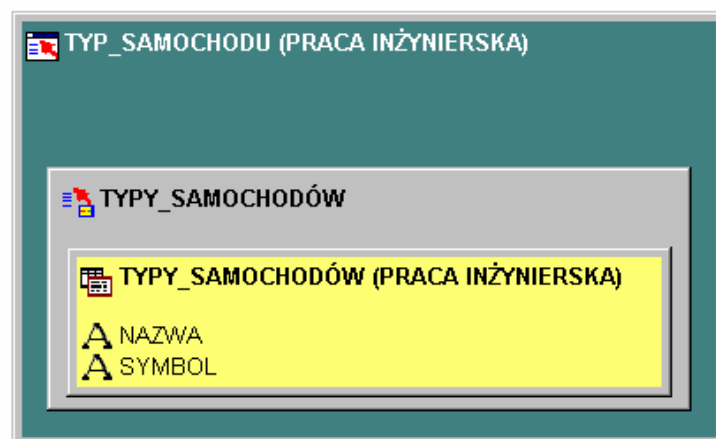 TYP_SAMOCHODU (PRACA INŻYNIERSKA)
TYPY_SAMOCHODÓW
TYPY_SAMOCHODÓW (PRACA INŻYNIERSKA)
A NAZWA
A SYMBOL